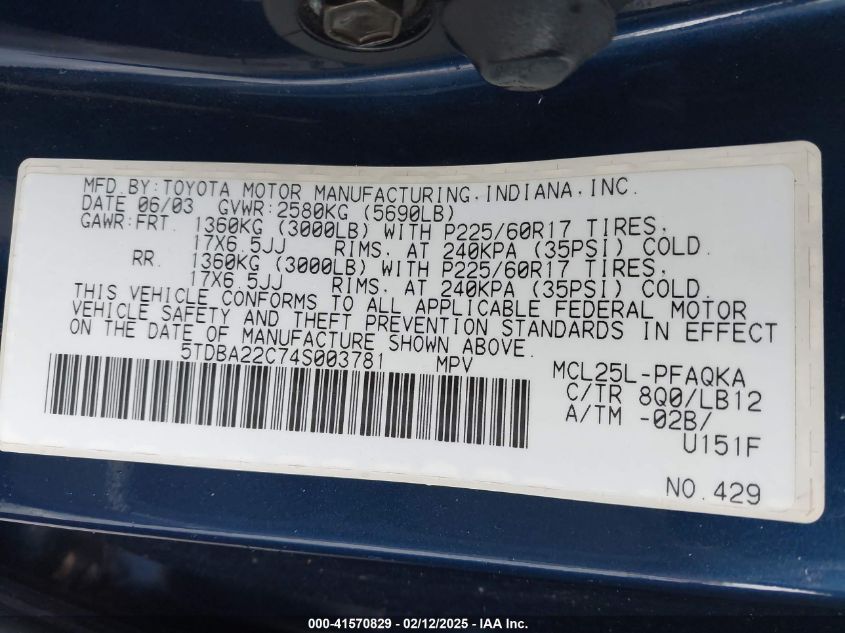 MFD.BY:TOYOTA MOTOR MANUFACTURING,INDIANA,INC.
DATE 06/03 GVWR:2580KG (5690LB)
GAWR:FRT. 1360KG (3000LB) WITH P225/60R17 TIRES,
17X6.5JJ RIMS, AT 240KPA (35PSI) COLD.
RR. 1360KG (3000LB) WITH P225/60R17 TIRES,
17X6.5JJ RIMS, AT 240KPA (35PSI) COLD.
THIS VEHICLE CONFORMS TO ALL APPLICABLE FEDERAL MOTOR
VEHICLE SAFETY AND THEFT PREVENTION STANDARDS IN EFFECT
ON THE DATE OF MANUFACTURE SHOWN ABOVE.
5TDBA22C74S003781 MPV
MCL25L-PFAQKA
C/TR 8Q0/LB12
A/TM -02B/
U151F
NO.429
000-41570829 - 02/12/2025 - IAA Inc.